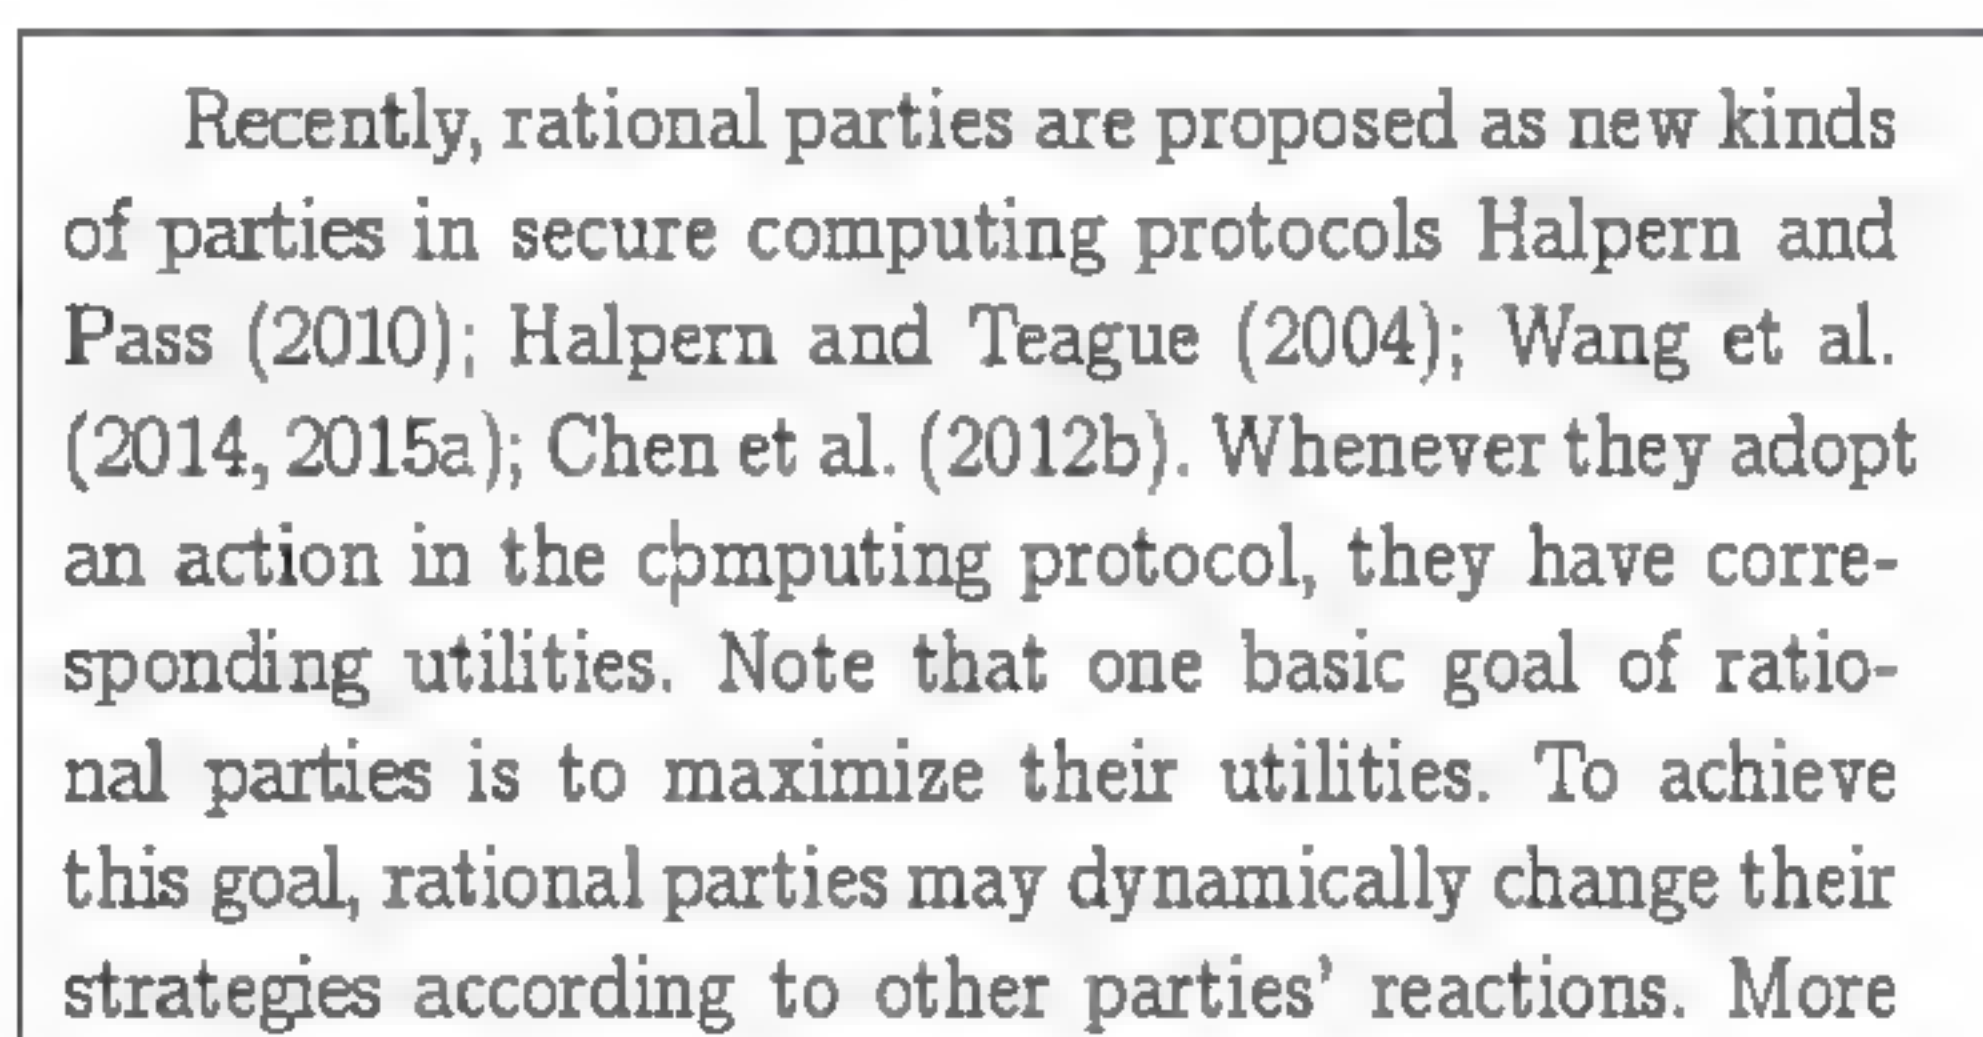 Recently, rational parties are proposed as new kinds
of parties in secure computing protocols Halpern and
Pass (2010); Halpern and Teague (2004); Wang et al.
(2014, 2015a); Chen et al. (2012b). Whenever they adopt
an action in the computing protocol, they have corre-
sponding utilities. Note that one basic goal of ratio-
nal parties is to maximize their utilities. To achieve
this goal, rational parties may dynamically change their
strategies according to other parties’ reactions. More